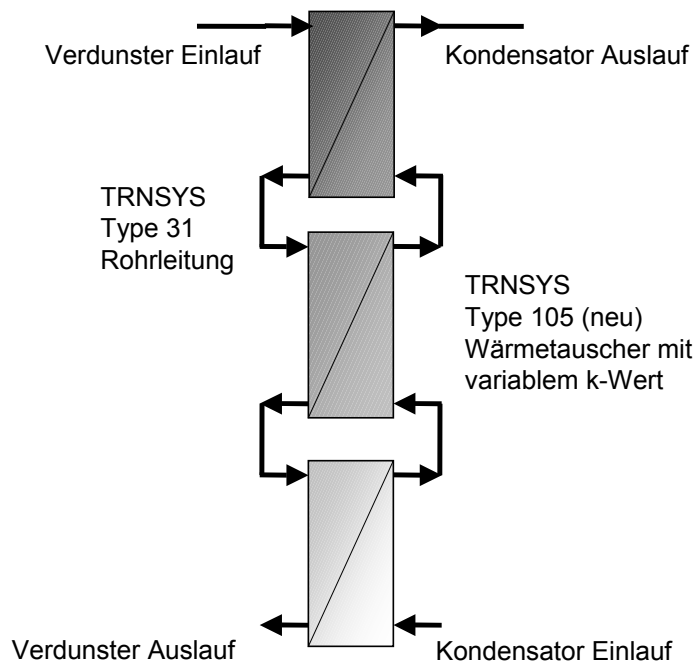 Verdunster Einlauf
Kondensator Auslauf
TRNSYS
Type 31
Rohrleitung
TRNSYS
Type 105 (neu)
Wärmetauscher mit
variablem k-Wert
Verdunster Auslauf
Kondensator Einlauf